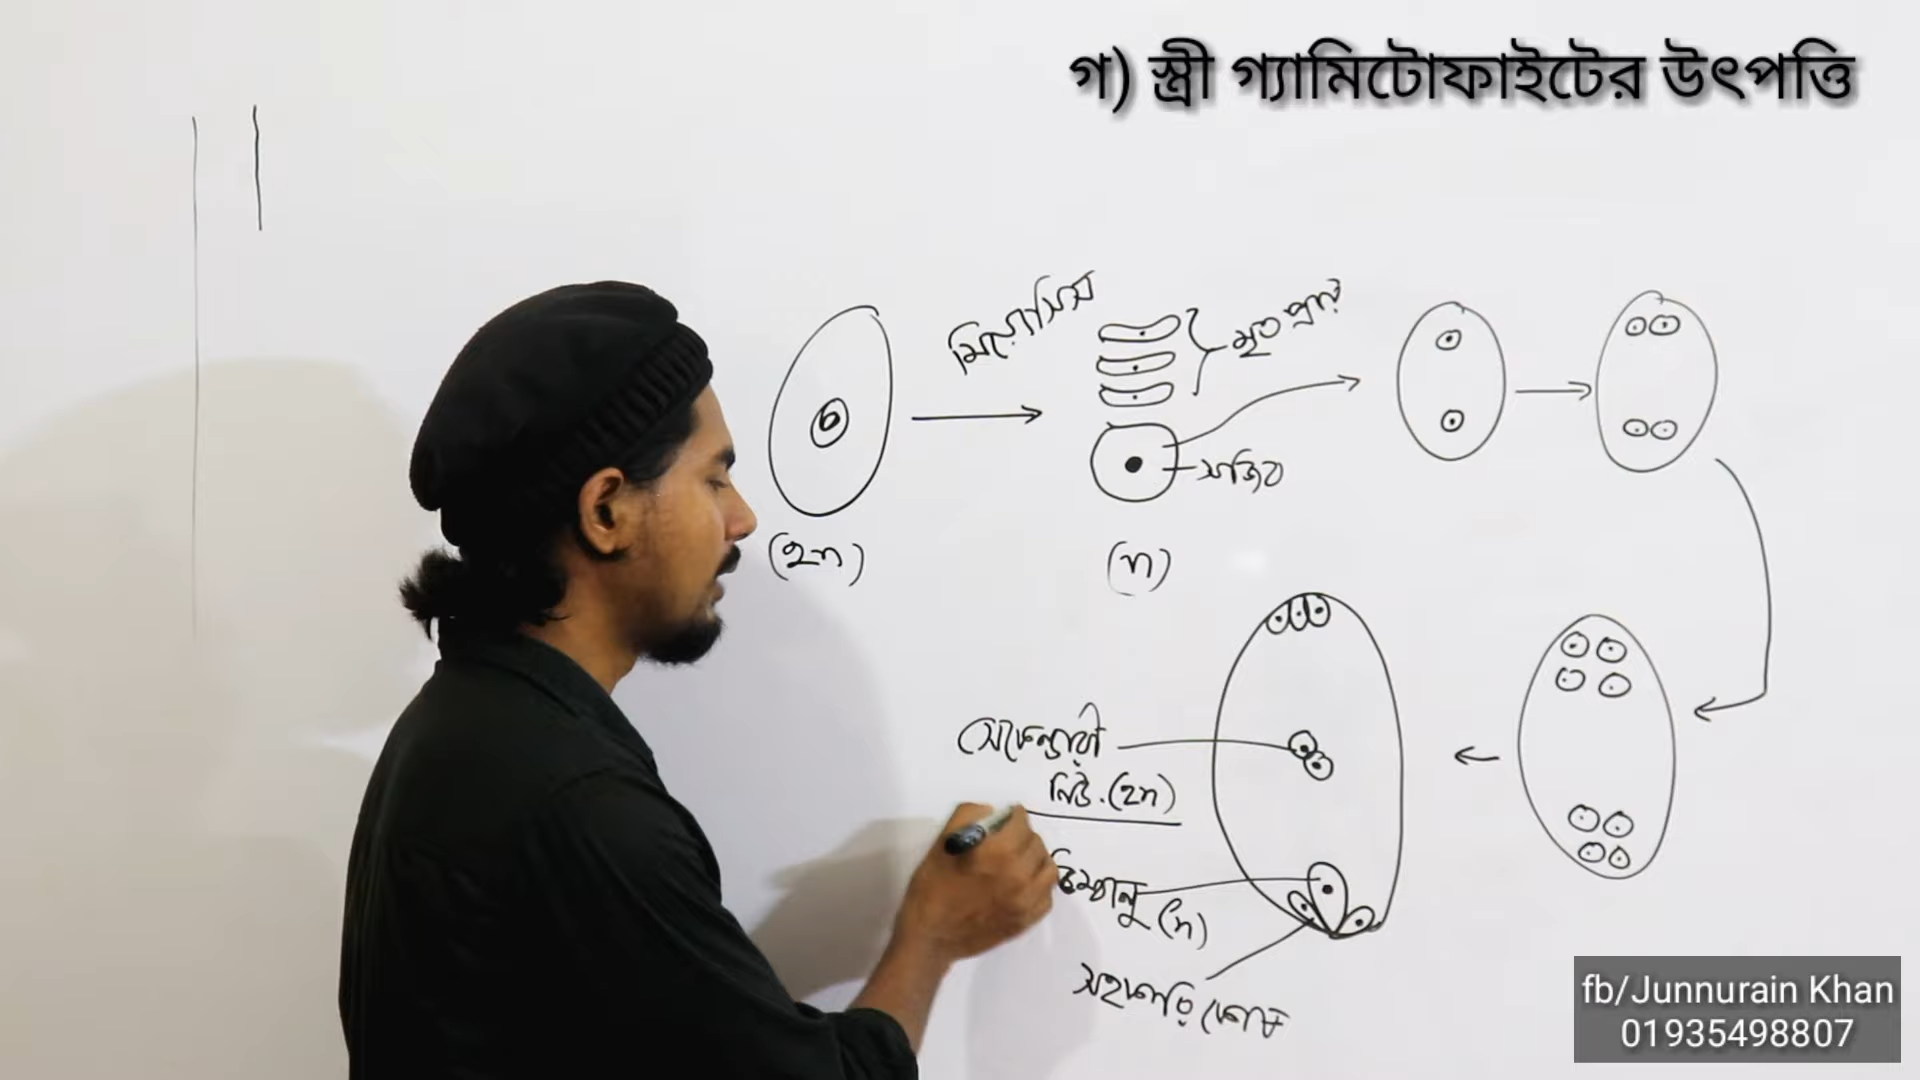 গ) স্ত্রী গ্যামিটোফাইটের উৎপত্তি
মিয়োসিস
মৃত প্রায়
সজিব
(2n)
(n)
সেকেন্ডারী
নিউ.(2n)
ডিম্বানু (n)
সহকারি কোষ
fb/Junnurain Khan
01935498807